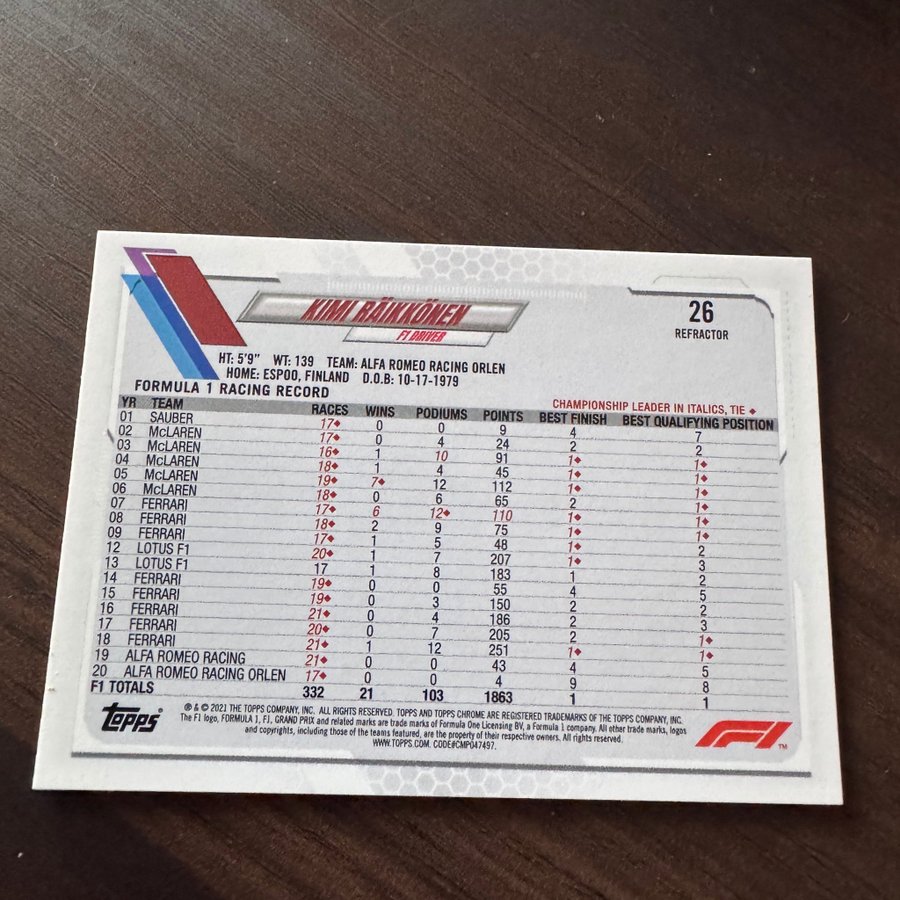 KIMI RÄIKKÖNEN
F1 DRIVER
26
REFRACTOR
HT: 5'9" WT: 139 TEAM: ALFA ROMEO RACING ORLEN
HOME: ESPOO, FINLAND D.O.B: 10-17-1979
FORMULA 1 RACING RECORD
CHAMPIONSHIP LEADER IN ITALICS, TIE ♦
YR TEAM RACES WINS PODIUMS POINTS BEST FINISH BEST QUALIFYING POSITION
01 SAUBER 17♦ 0 0 9 4 7
02 McLAREN 17♦ 0 4 24 2 2
03 McLAREN 16♦ 1 10 91 1♦ 1♦
04 McLAREN 18♦ 1 4 45 1♦ 1♦
05 McLAREN 19♦ 7♦ 12 112 1♦ 1♦
06 McLAREN 18♦ 0 6 65 2 1♦
07 FERRARI 17♦ 6 12♦ 110 1♦ 1♦
08 FERRARI 18♦ 2 9 75 1♦ 1♦
09 FERRARI 17♦ 1 5 48 1♦ 2
12 LOTUS F1 20♦ 1 7 207 1♦ 3
13 LOTUS F1 17 1 8 183 1 2
14 FERRARI 19♦ 0 0 55 4 5
15 FERRARI 19♦ 0 3 150 2 2
16 FERRARI 21♦ 0 4 186 2 3
17 FERRARI 20♦ 0 7 205 2 1♦
18 FERRARI 21♦ 1 12 251 1♦ 1♦
19 ALFA ROMEO RACING 21♦ 0 0 43 4 5
20 ALFA ROMEO RACING ORLEN 17♦ 0 0 4 9 8
F1 TOTALS 332 21 103 1863 1 1
Topps
℗ & © 2021 THE TOPPS COMPANY, INC. ALL RIGHTS RESERVED. TOPPS AND TOPPS CHROME ARE REGISTERED TRADEMARKS OF THE TOPPS COMPANY, INC.
The F1 logo, FORMULA 1, F1, GRAND PRIX and related marks are trade marks of Formula One Licensing BV, a Formula 1 company. All other trade marks, logos
and copyrights, including those of the teams featured, are the property of their respective owners. All rights reserved.
WWW.TOPPS.COM. CODE#CMP047497.
F1 TM